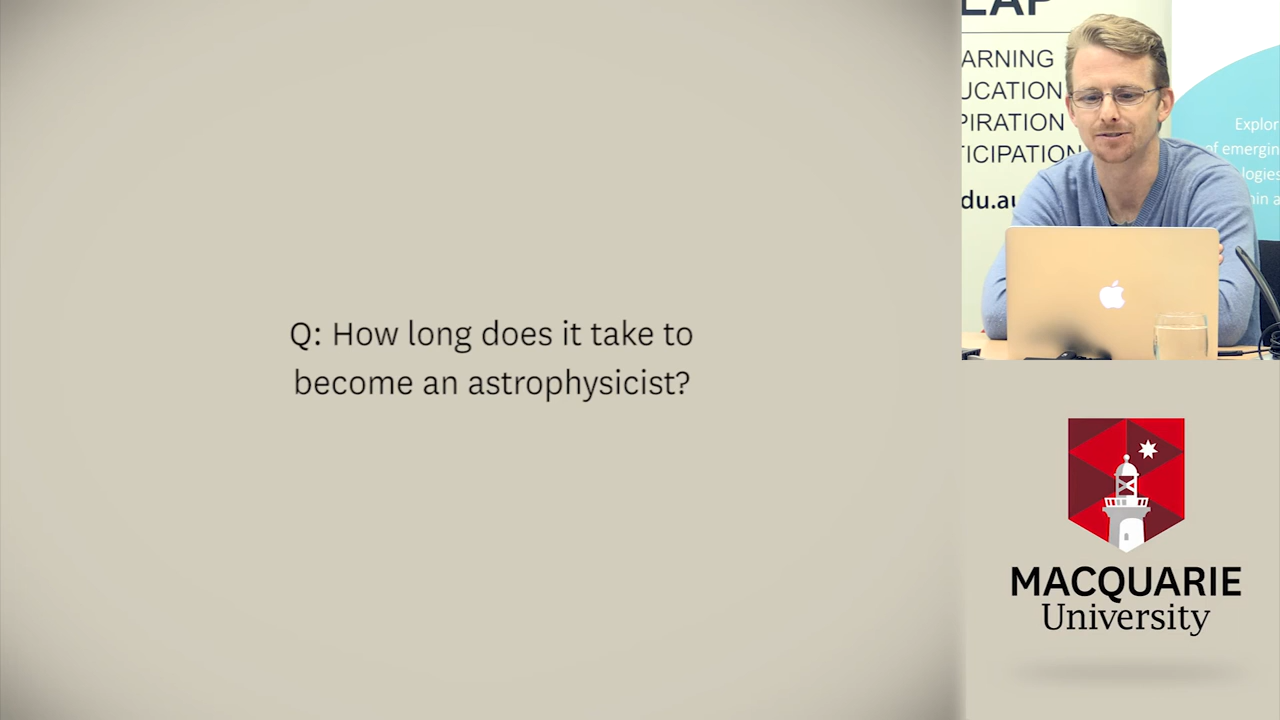 Q: How long does it take to
become an astrophysicist?
ARNING
UCATION
PIRATION
TICIPATION
du.au
Explor
of emergin
logies
MACQUARIE
University